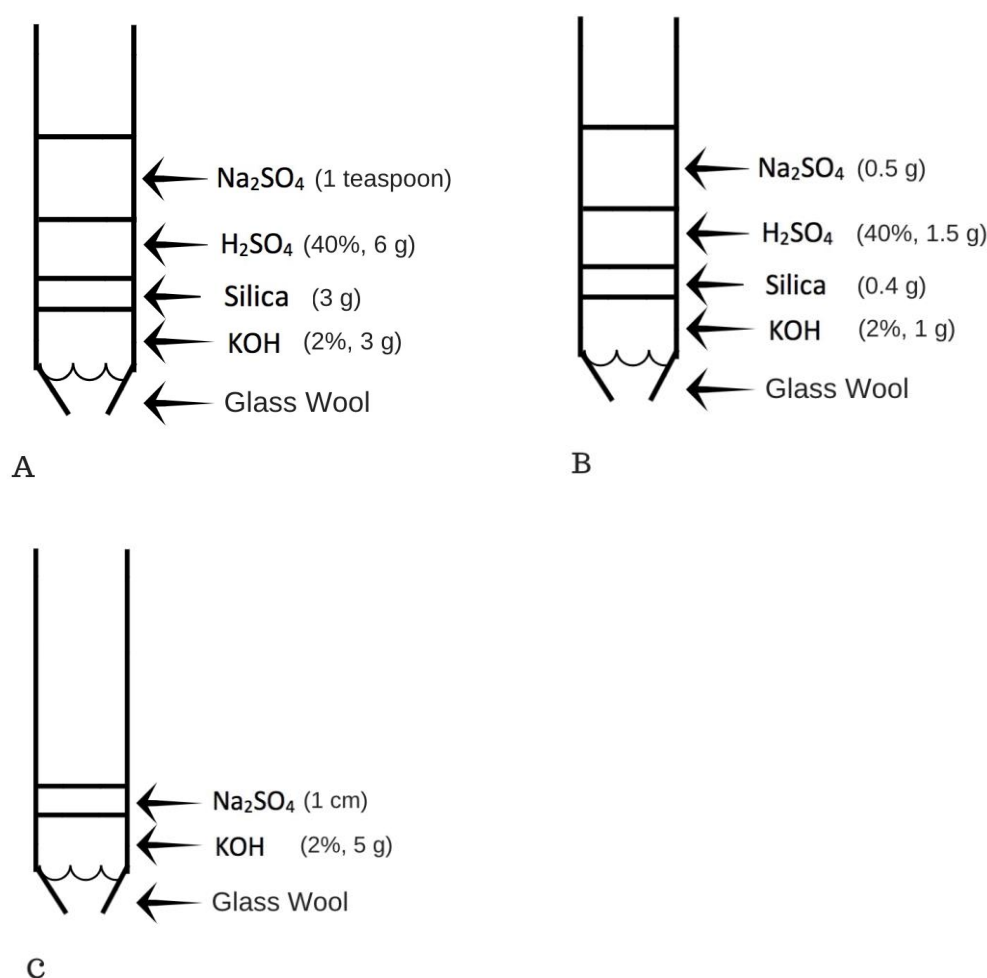 Na₂SO₄ (1 teaspoon)
H₂SO₄ (40%, 6 g)
Silica (3 g)
KOH (2%, 3 g)
Glass Wool
A
Na₂SO₄ (0.5 g)
H₂SO₄ (40%, 1.5 g)
Silica (0.4 g)
KOH (2%, 1 g)
Glass Wool
B
Na₂SO₄ (1 cm)
KOH (2%, 5 g)
Glass Wool
C